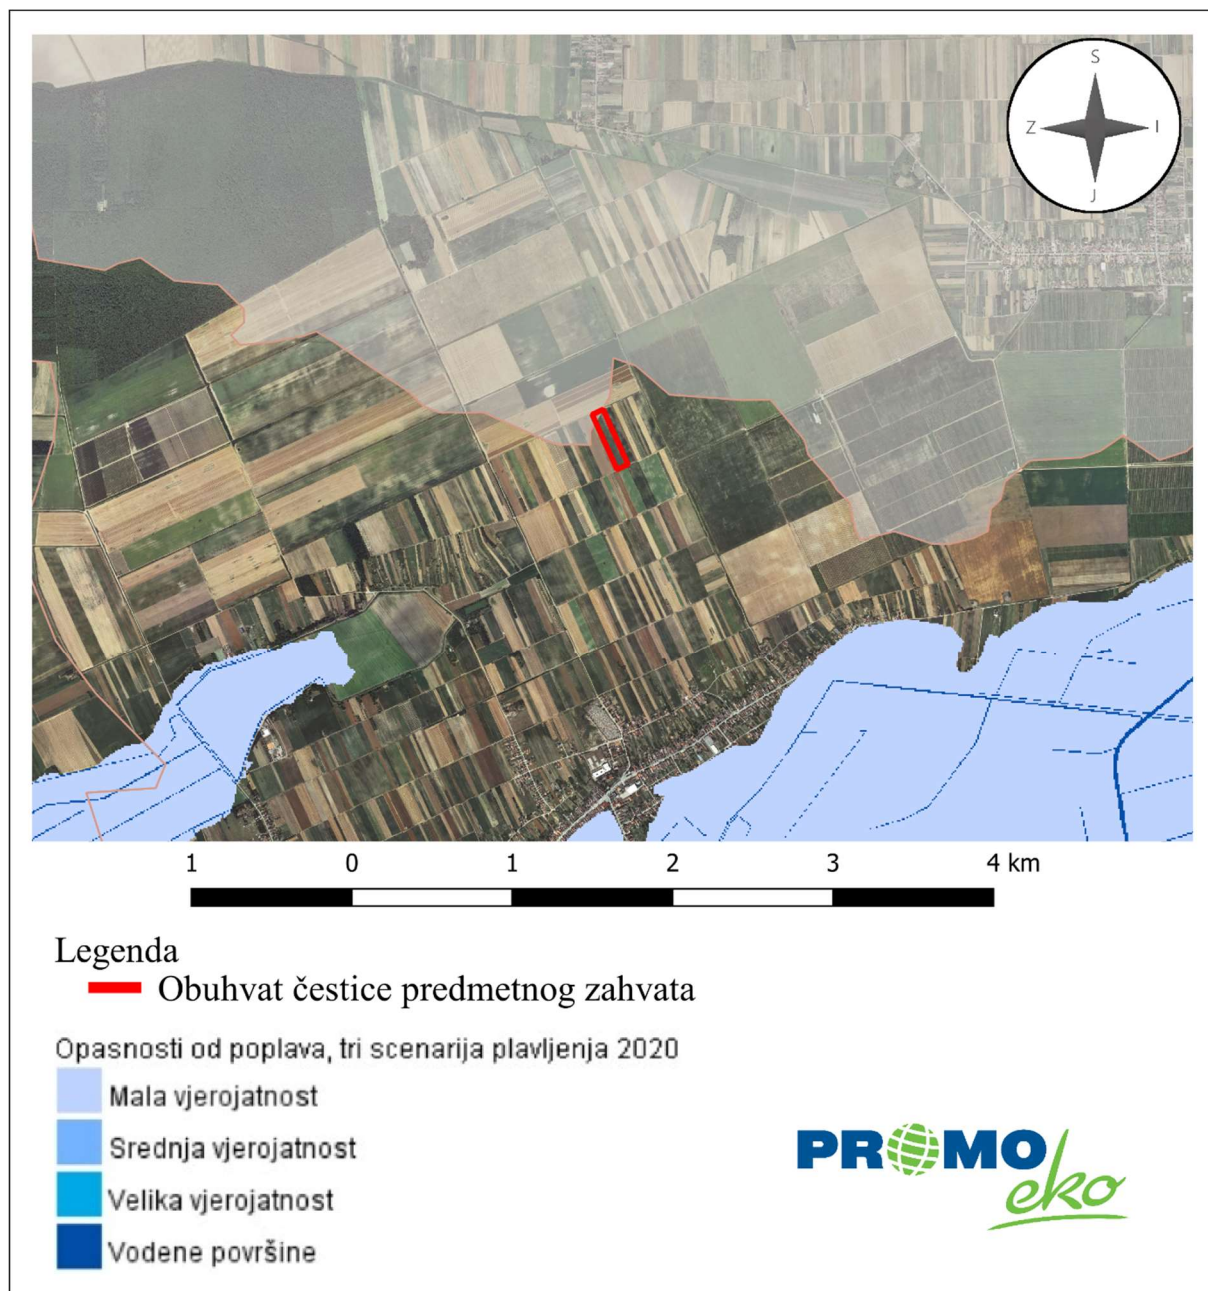 S
Z I
J
1 0 1 2 3 4 km
Legenda
Obuhvat čestice predmetnog zahvata
Opasnosti od poplava, tri scenarija plavljenja 2020
Mala vjerojatnost
Srednja vjerojatnost
Velika vjerojatnost
Vodene površine
PROMO
eko